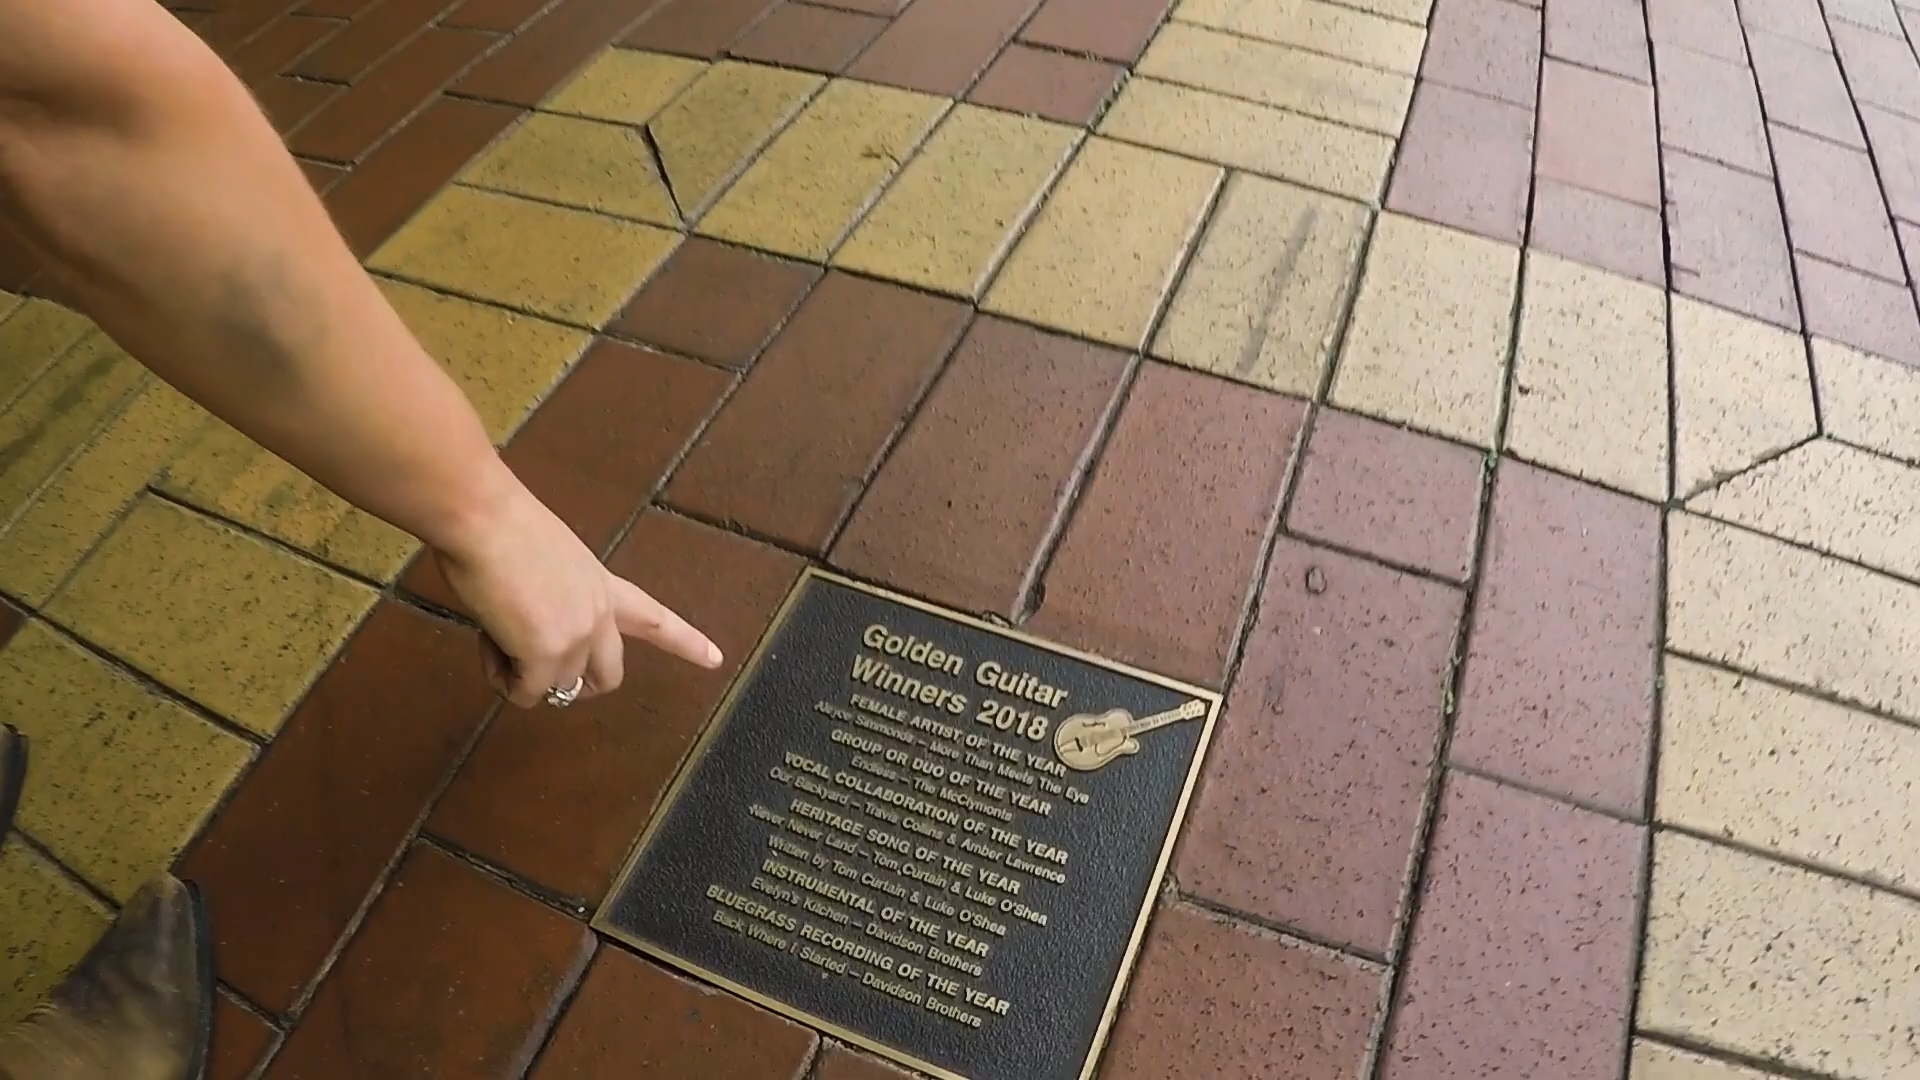 Golden Guitar
Winners 2018
FEMALE ARTIST OF THE YEAR
Aleyce Simmonds – More Than Meets The Eye
GROUP OR DUO OF THE YEAR
Endless – The McClymonts
VOCAL COLLABORATION OF THE YEAR
Our Backyard – Travis Collins & Amber Lawrence
HERITAGE SONG OF THE YEAR
Never Never Land – Tom Curtain & Luke O'Shea
Written by Tom Curtain & Luke O'Shea
INSTRUMENTAL OF THE YEAR
Evelyn's Kitchen – Davidson Brothers
BLUEGRASS RECORDING OF THE YEAR
Back Where I Started – Davidson Brothers